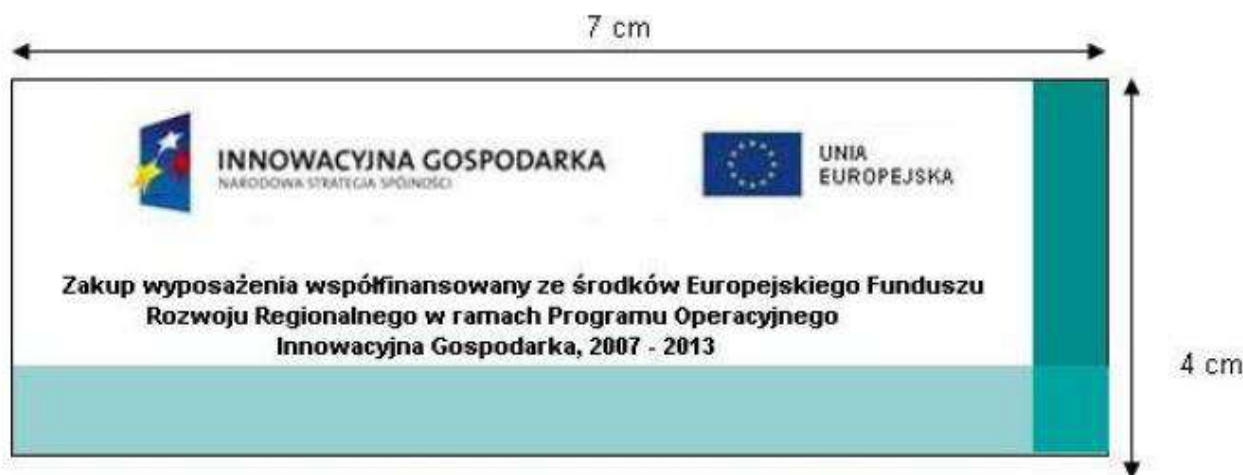 7 cm
INNOWACYJNA GOSPODARKA
NARODOWA STRATEGIA SPÓJNOŚCI
UNIA
EUROPEJSKA
Zakup wyposażenia współfinansowany ze środków Europejskiego Funduszu
Rozwoju Regionalnego w ramach Programu Operacyjnego
Innowacyjna Gospodarka, 2007 - 2013
4 cm